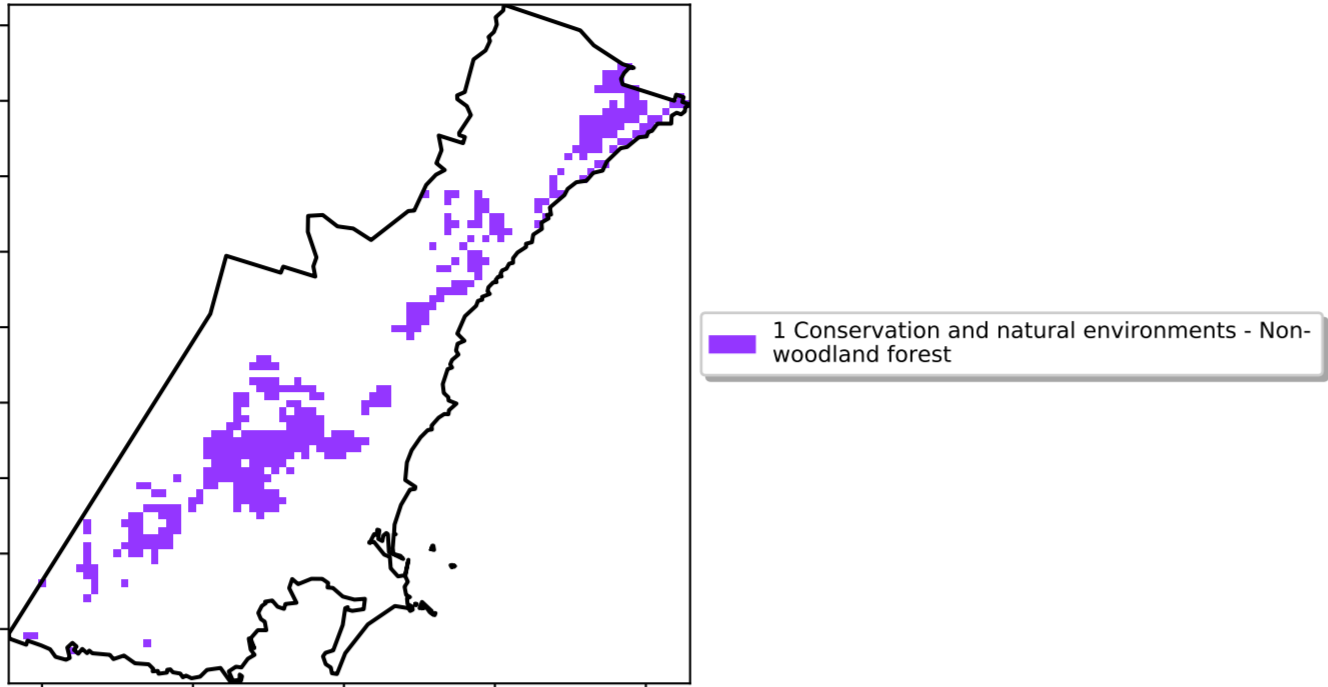 1 Conservation and natural environments - Non-
woodland forest